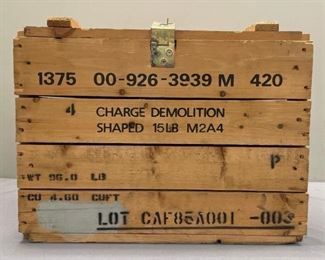 1375 00-926-3939 M 420
4 CHARGE DEMOLITION
SHAPED 15LB M2A4
P
WT 96.0 LB
CU 4.60 CUFT
LOT CAF85A001 -003